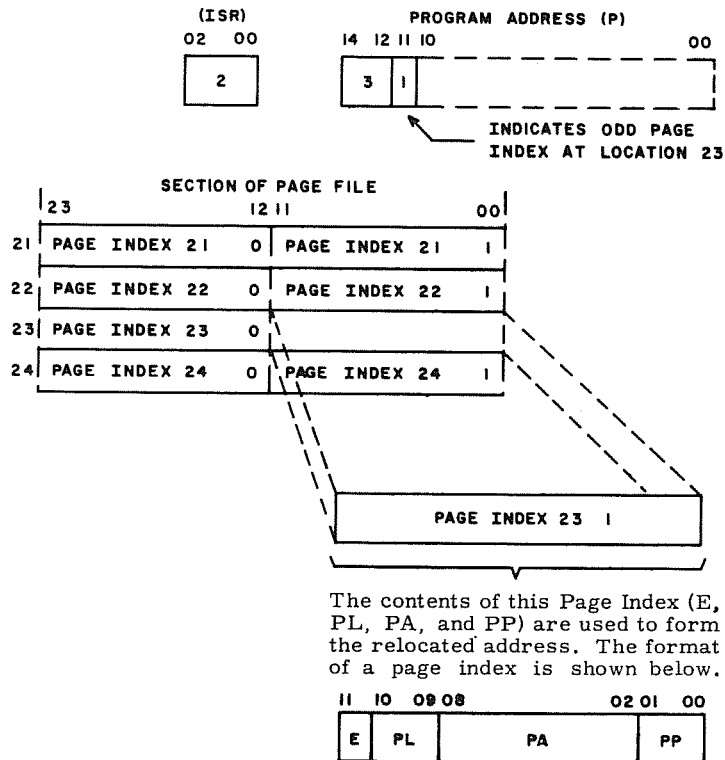 (ISR) PROGRAM ADDRESS (P)
02 00 14 12 11 10 00
2 3 1
INDICATES ODD PAGE
INDEX AT LOCATION 23
SECTION OF PAGE FILE
23 12 11 00
21 PAGE INDEX 21 0 PAGE INDEX 21 1
22 PAGE INDEX 22 0 PAGE INDEX 22 1
23 PAGE INDEX 23 0
24 PAGE INDEX 24 0 PAGE INDEX 24 1
PAGE INDEX 23 1
The contents of this Page Index (E,
PL, PA, and PP) are used to form
the relocated address. The format
of a page index is shown below.
11 10 09 08 02 01 00
E PL PA PP